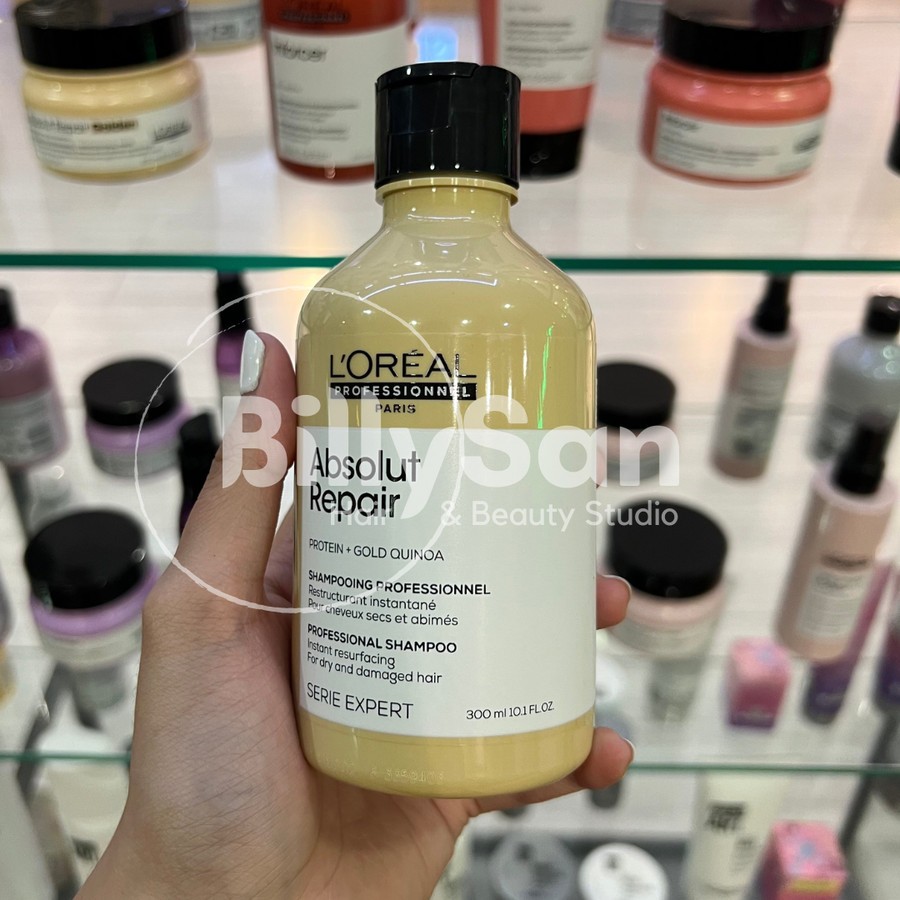 L'ORÉAL
PROFESSIONNEL
PARIS
BillySan
Hair & Beauty Studio
Absolut
Repair
PROTEIN + GOLD QUINOA
SHAMPOOING PROFESSIONNEL
Restructurant instantané
Pour cheveux secs et abimés
PROFESSIONAL SHAMPOO
Instant resurfacing
For dry and damaged hair
SERIE EXPERT
300 ml 10.1 FL.OZ.